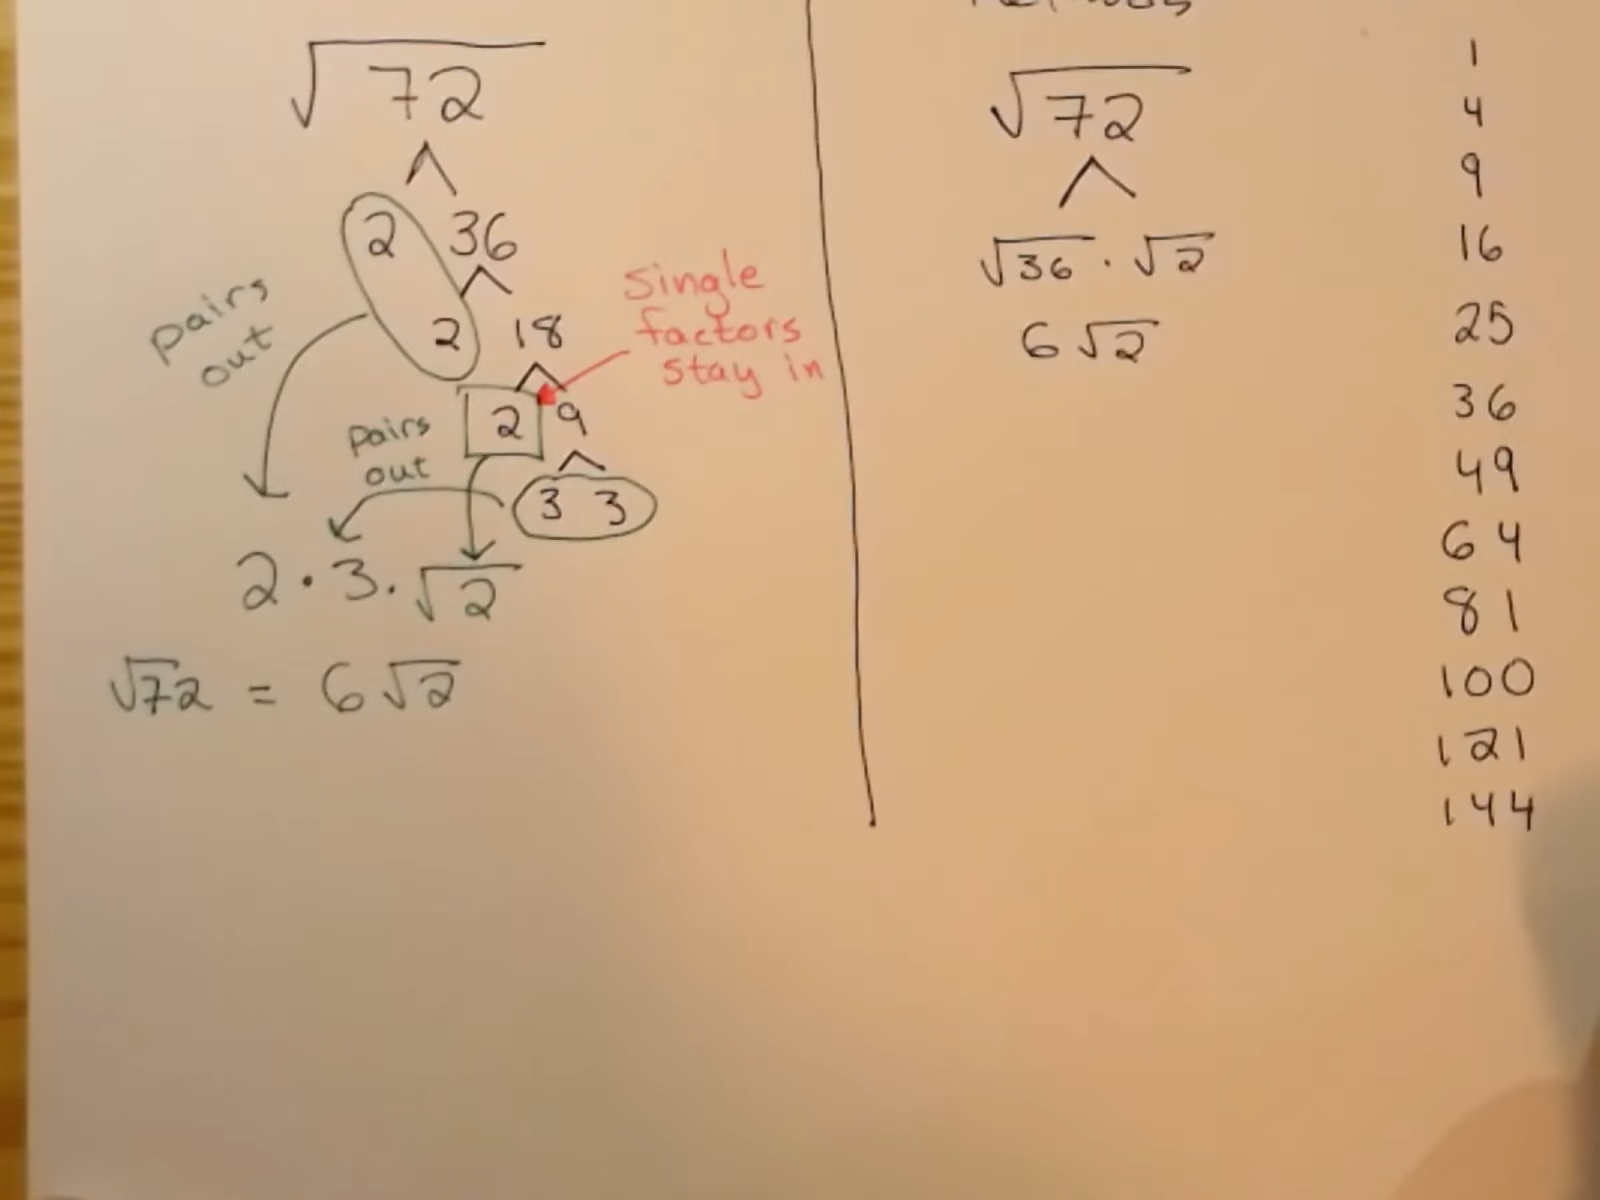 √72
2 36
2 18
2 9
3 3
pairs
out
pairs
out
single
factors
stay in
2 · 3 · √2
√72 = 6√2
√72
√36 · √2
6√2
1
4
9
16
25
36
49
64
81
100
121
144